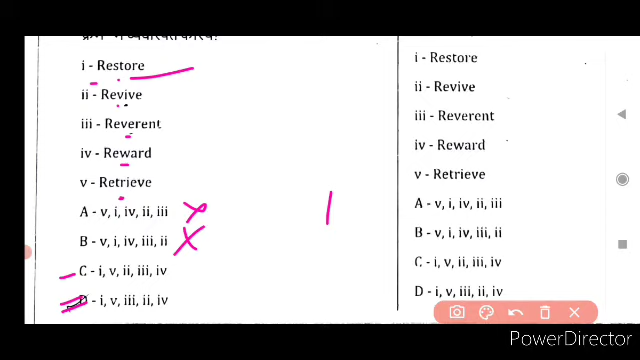 i - Restore
ii - Revive
iii - Reverent
iv - Reward
v - Retrieve
A - v, i, iv, ii, iii
B - v, i, iv, iii, ii
C - i, v, ii, iii, iv
D - i, v, iii, ii, iv
i - Restore
ii - Revive
iii - Reverent
iv - Reward
v - Retrieve
A - v, i, iv, ii, iii
B - v, i, iv, iii, ii
C - i, v, ii, iii, iv
D - i, v, iii, ii, iv
PowerDirector